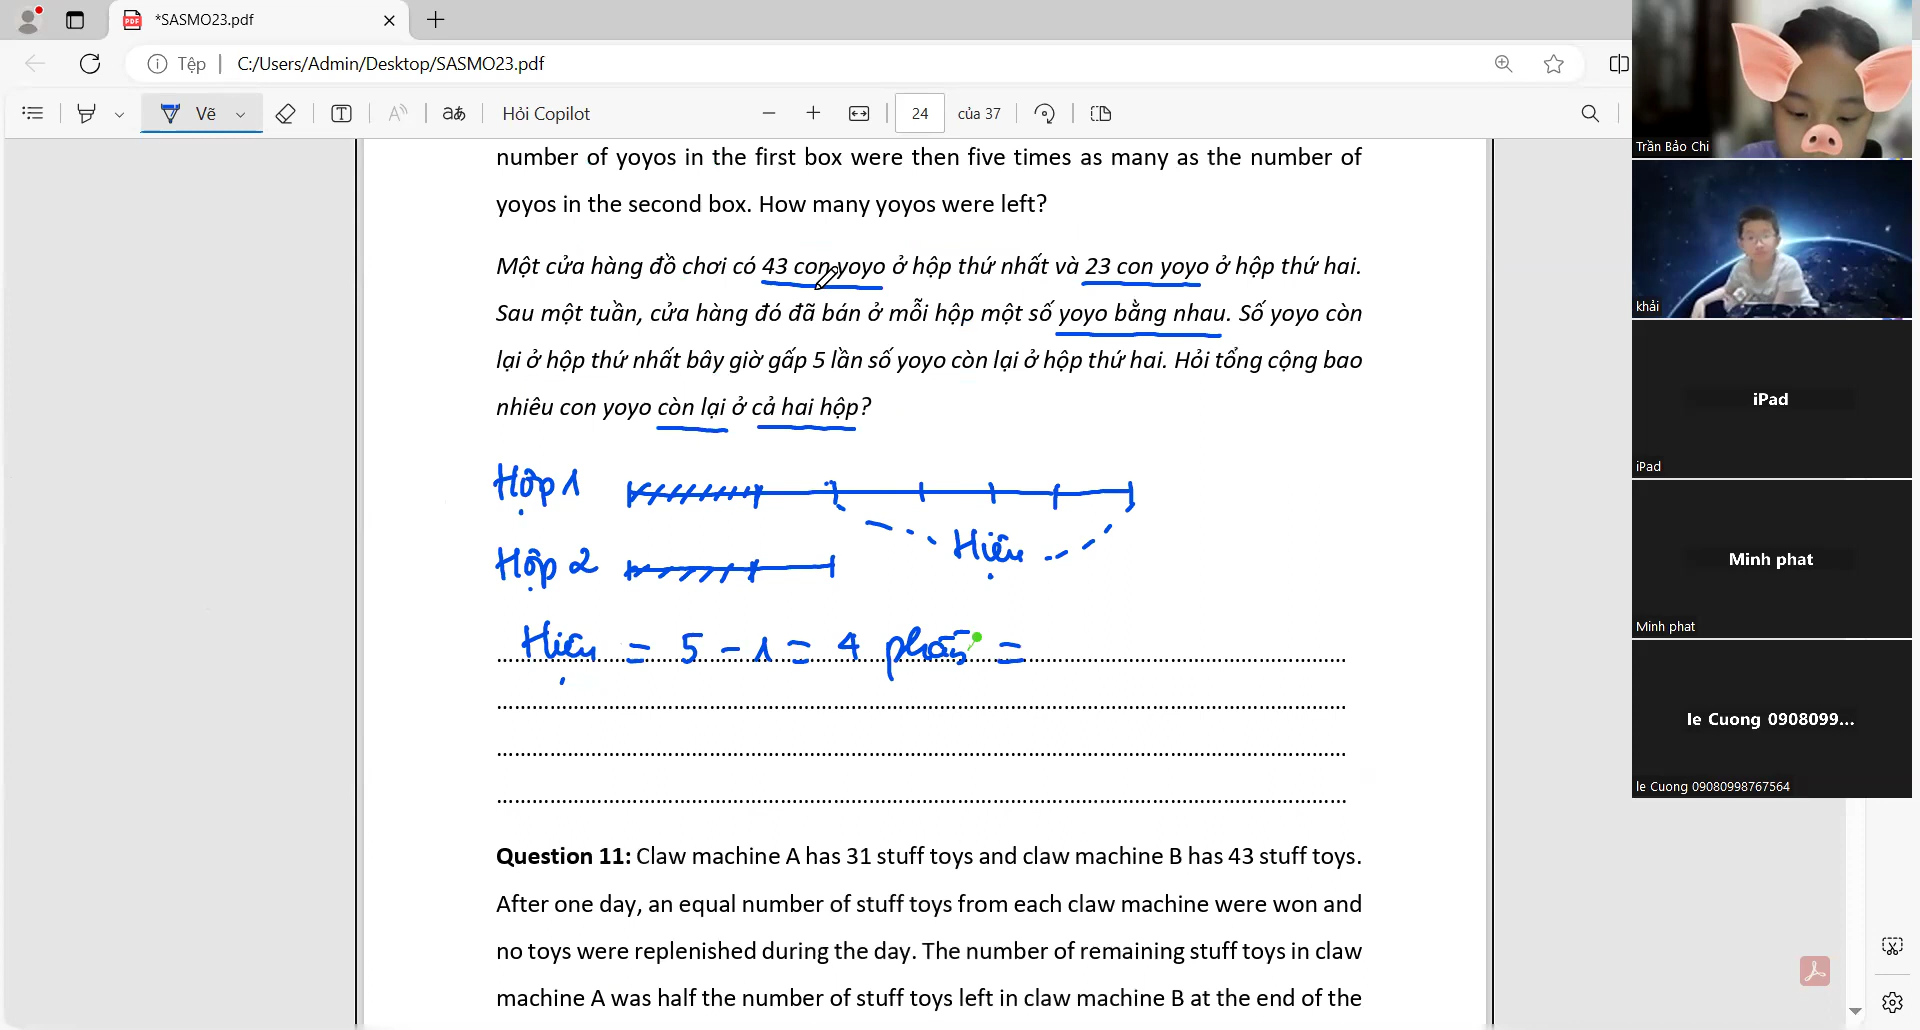 *SASMO23.pdf
Tệp | C:/Users/Admin/Desktop/SASMO23.pdf
Vẽ
aあ
Hỏi Copilot
24 của 37
number of yoyos in the first box were then five times as many as the number of
yoyos in the second box. How many yoyos were left?
Một cửa hàng đồ chơi có 43 con yoyo ở hộp thứ nhất và 23 con yoyo ở hộp thứ hai.
Sau một tuần, cửa hàng đó đã bán ở mỗi hộp một số yoyo bằng nhau. Số yoyo còn
lại ở hộp thứ nhất bây giờ gấp 5 lần số yoyo còn lại ở hộp thứ hai. Hỏi tổng cộng bao
nhiêu con yoyo còn lại ở cả hai hộp?
Hộp 1
Hiệu
Hộp 2
Hiệu = 5 - 1 = 4 phần =
Question 11: Claw machine A has 31 stuff toys and claw machine B has 43 stuff toys.
After one day, an equal number of stuff toys from each claw machine were won and
no toys were replenished during the day. The number of remaining stuff toys in claw
machine A was half the number of stuff toys left in claw machine B at the end of the
Trần Bảo Chi
khải
iPad
iPad
Minh phat
Minh phat
le Cuong 0908099...
le Cuong 09080998767564